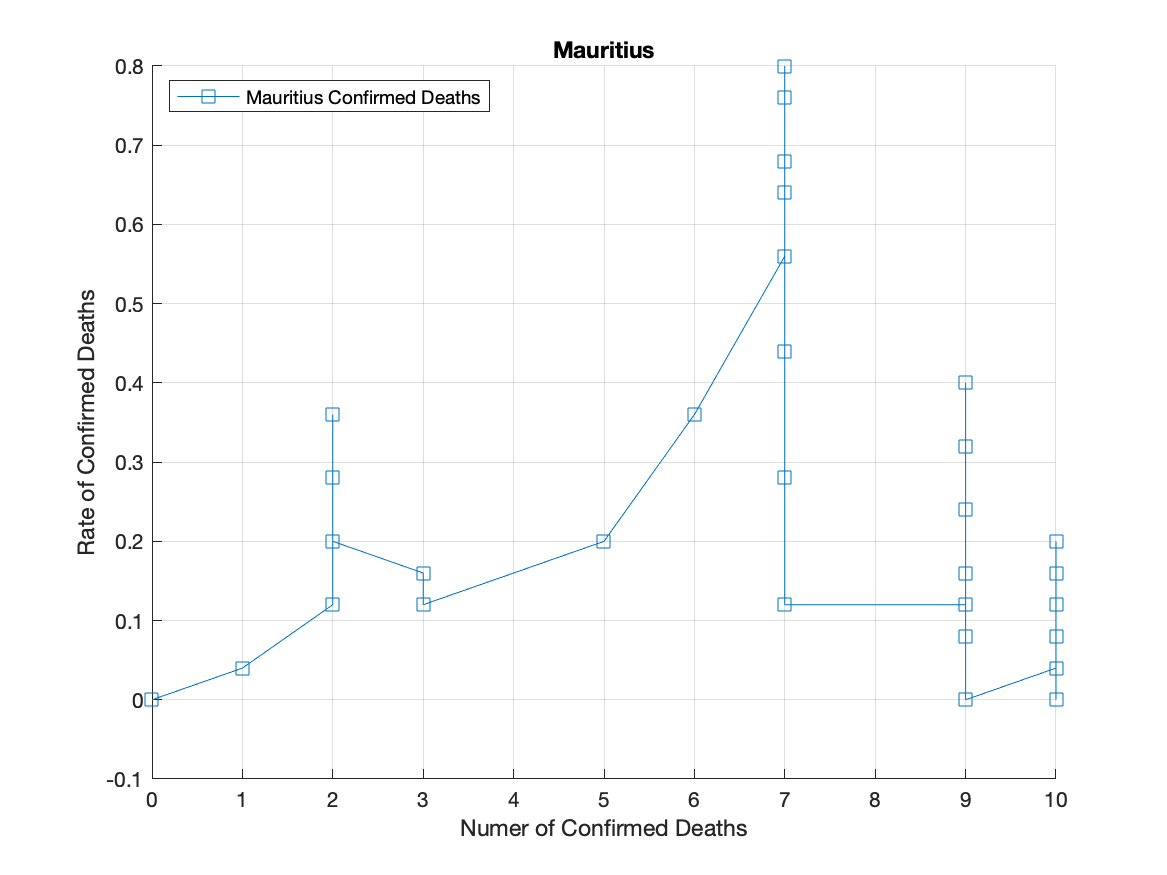 Mauritius
Mauritius Confirmed Deaths
0.8
0.7
0.6
0.5
0.4
0.3
0.2
0.1
0
-0.1
Rate of Confirmed Deaths
0 1 2 3 4 5 6 7 8 9 10
Numer of Confirmed Deaths